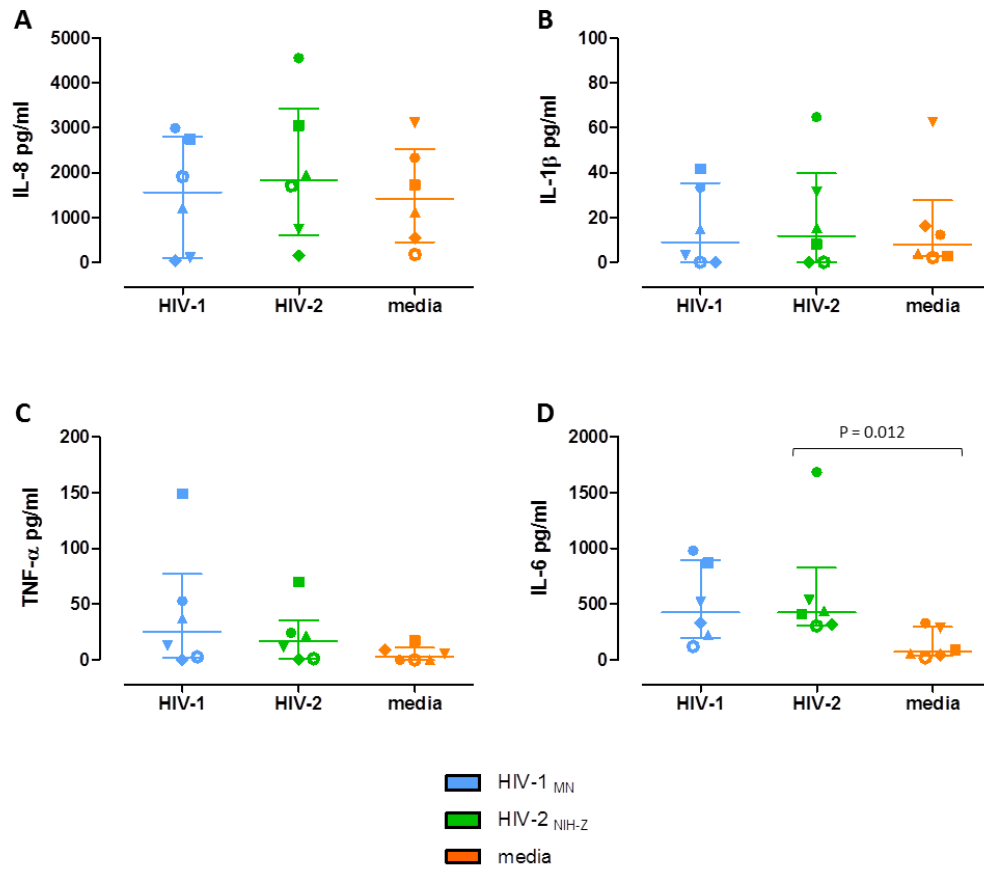 A
IL-8 pg/ml
5000
4000
3000
2000
1000
0
HIV-1 HIV-2 media
B
IL-1β pg/ml
100
80
60
40
20
0
HIV-1 HIV-2 media
C
TNF-α pg/ml
200
150
100
50
0
HIV-1 HIV-2 media
D
IL-6 pg/ml
2000
1500
1000
500
0
P = 0.012
HIV-1 HIV-2 media
HIV-1 MN
HIV-2 NIH-Z
media